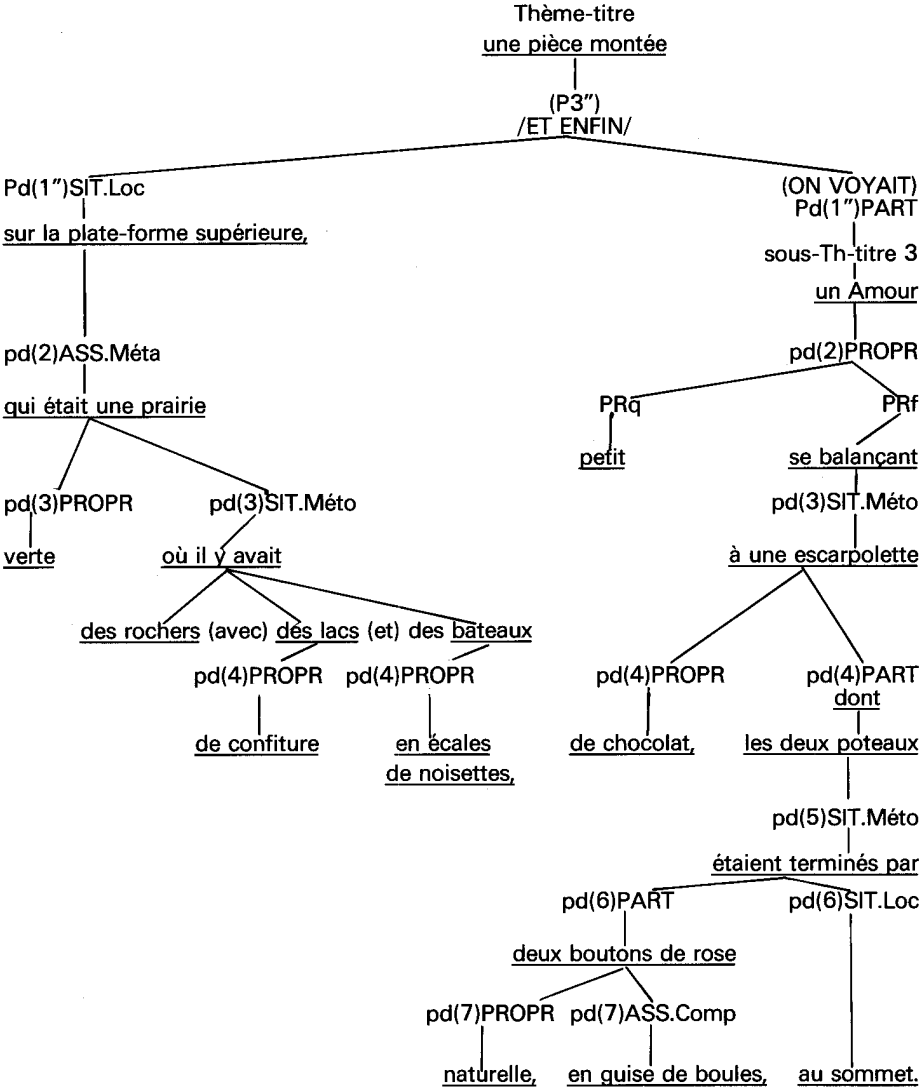 Thème-titre
une pièce montée
(P3")
/ET ENFIN/
Pd(1")SIT.Loc
(ON VOYAIT)
Pd(1")PART
sur la plate-forme supérieure,
sous-Th-titre 3
un Amour
pd(2)ASS.Méta
pd(2)PROPR
qui était une prairie
PRq
PRf
petit
se balançant
pd(3)PROPR
pd(3)SIT.Méto
pd(3)SIT.Méto
verte
où il y avait
à une escarpolette
des rochers (avec) des lacs (et) des bateaux
pd(4)PROPR
pd(4)PROPR
pd(4)PROPR
pd(4)PART
dont
de confiture
en écales
de noisettes,
de chocolat,
les deux poteaux
pd(5)SIT.Méto
étaient terminés par
pd(6)PART
pd(6)SIT.Loc
deux boutons de rose
pd(7)PROPR
pd(7)ASS.Comp
naturelle,
en guise de boules,
au sommet.